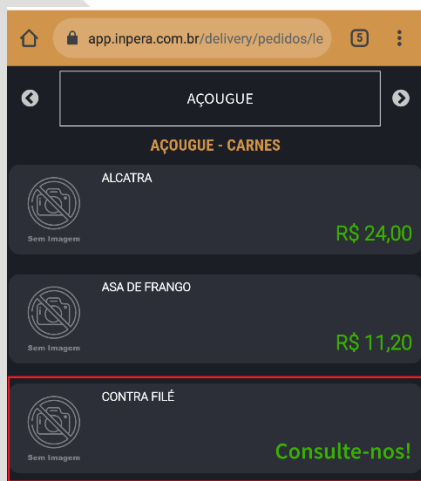 app.inpera.com.br/delivery/pedidos/le 5
AÇOUGUE
AÇOUGUE - CARNES
ALCATRA
Sem Imagem
R$ 24,00
ASA DE FRANGO
Sem Imagem
R$ 11,20
CONTRA FILÉ
Sem Imagem
Consulte-nos!